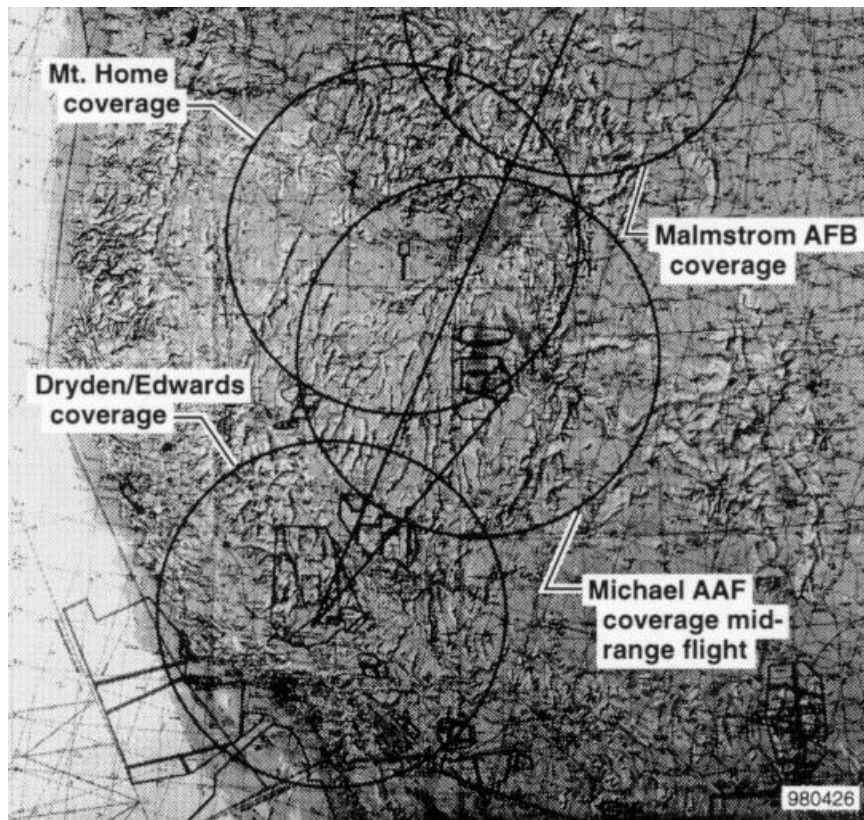 Mt. Home
coverage
Malmstrom AFB
coverage
Dryden/Edwards
coverage
Michael AAF
coverage mid-
range flight
980426